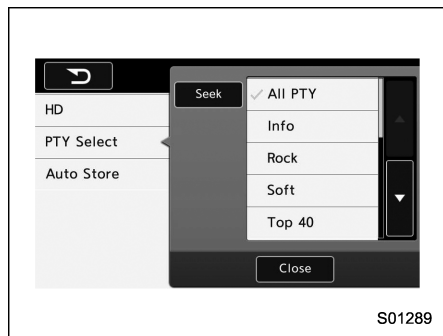 HD
PTY Select
Auto Store
Seek
All PTY
Info
Rock
Soft
Top 40
Close
S01289